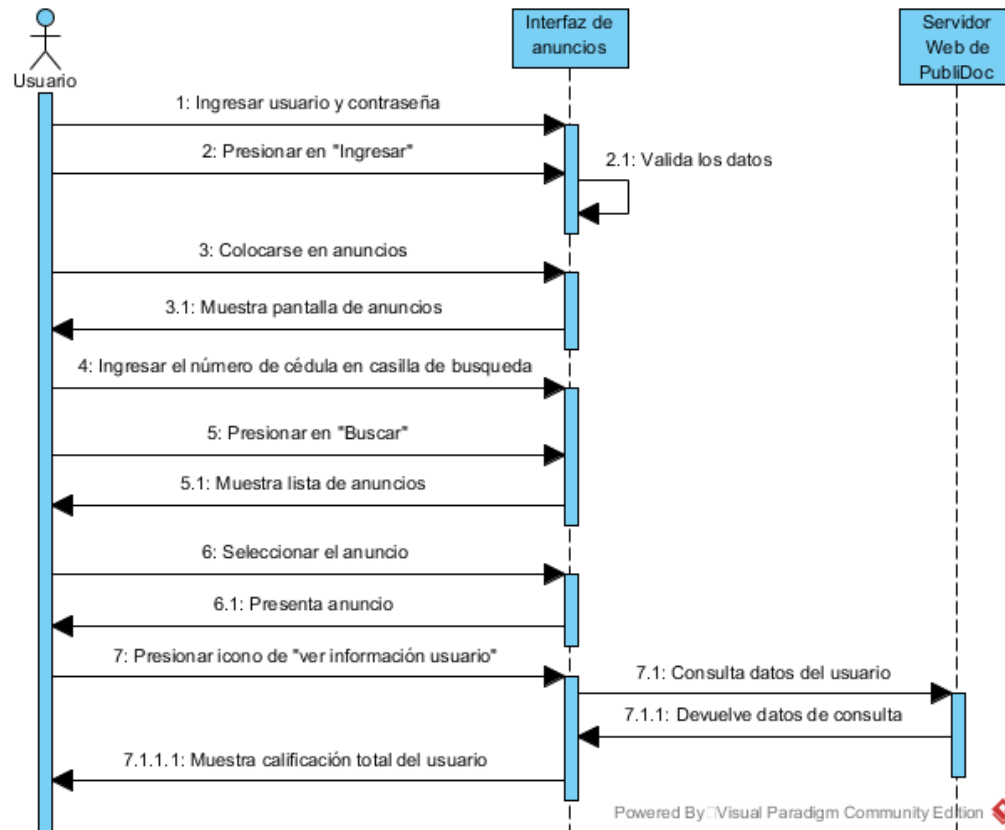 Usuario
Interfaz de
anuncios
Servidor
Web de
PubliDoc
1: Ingresar usuario y contraseña
2: Presionar en "Ingresar"
2.1: Valida los datos
3: Colocarse en anuncios
3.1: Muestra pantalla de anuncios
4: Ingresar el número de cédula en casilla de busqueda
5: Presionar en "Buscar"
5.1: Muestra lista de anuncios
6: Seleccionar el anuncio
6.1: Presenta anuncio
7: Presionar icono de "ver información usuario"
7.1: Consulta datos del usuario
7.1.1: Devuelve datos de consulta
7.1.1.1: Muestra calificación total del usuario
Powered By Visual Paradigm Community Edition